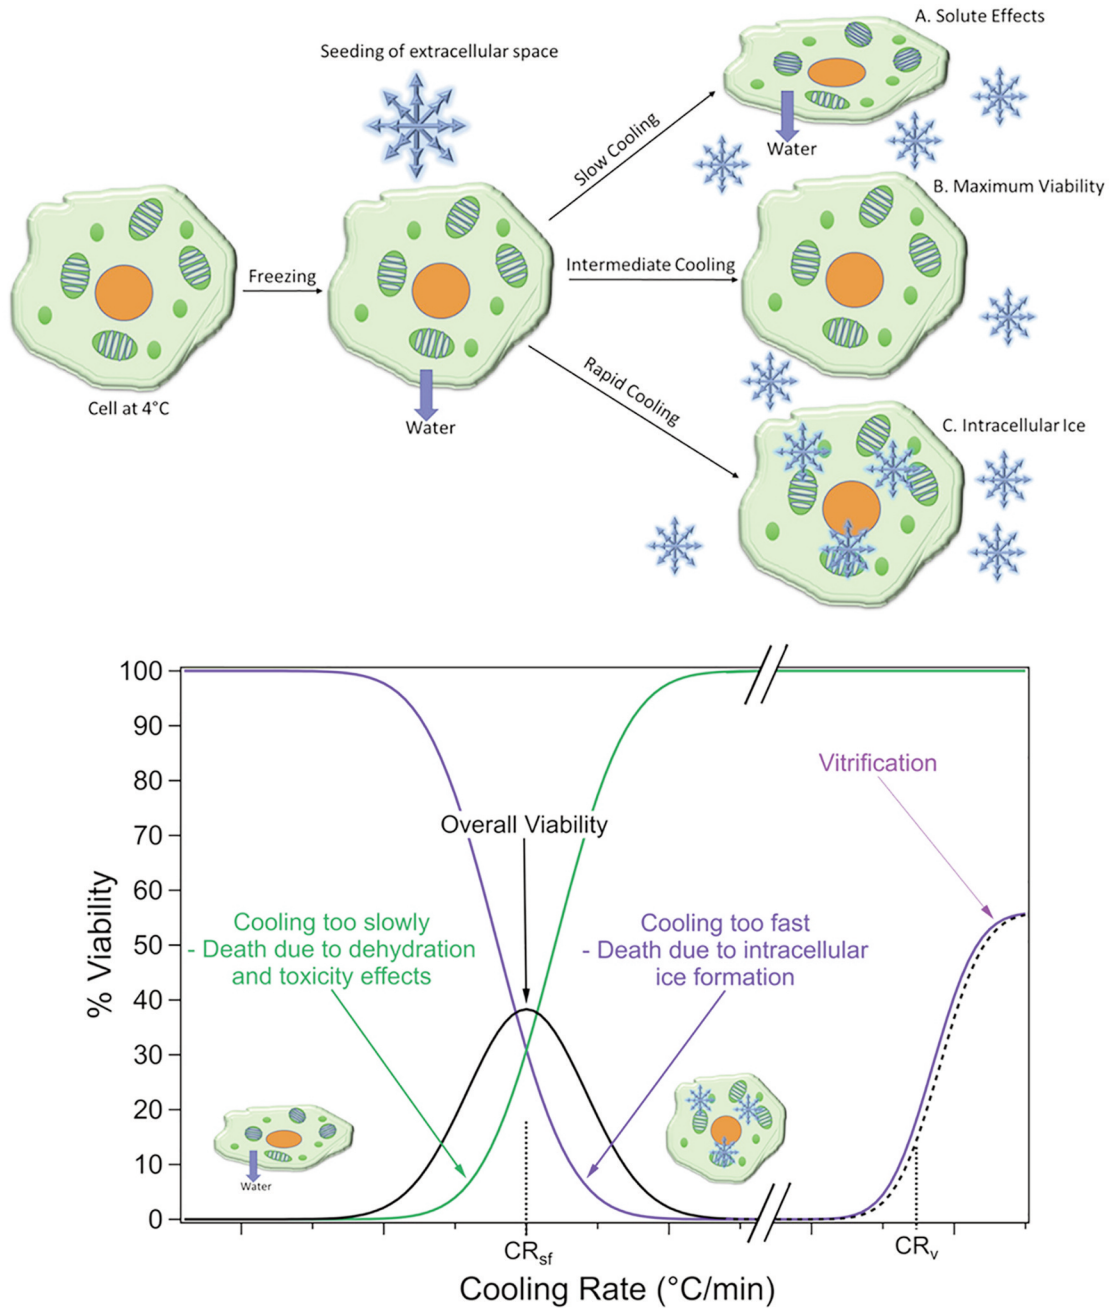 A. Solute Effects
Seeding of extracellular space
Slow Cooling
Water
B. Maximum Viability
Freezing
Intermediate Cooling
Rapid Cooling
Cell at 4°C
Water
C. Intracellular Ice
100
90
80
70
60
50
40
30
20
10
0
% Viability
Vitrification
Overall Viability
Cooling too slowly
- Death due to dehydration
and toxicity effects
Cooling too fast
- Death due to intracellular
ice formation
Water
CRsf
CRv
Cooling Rate (°C/min)